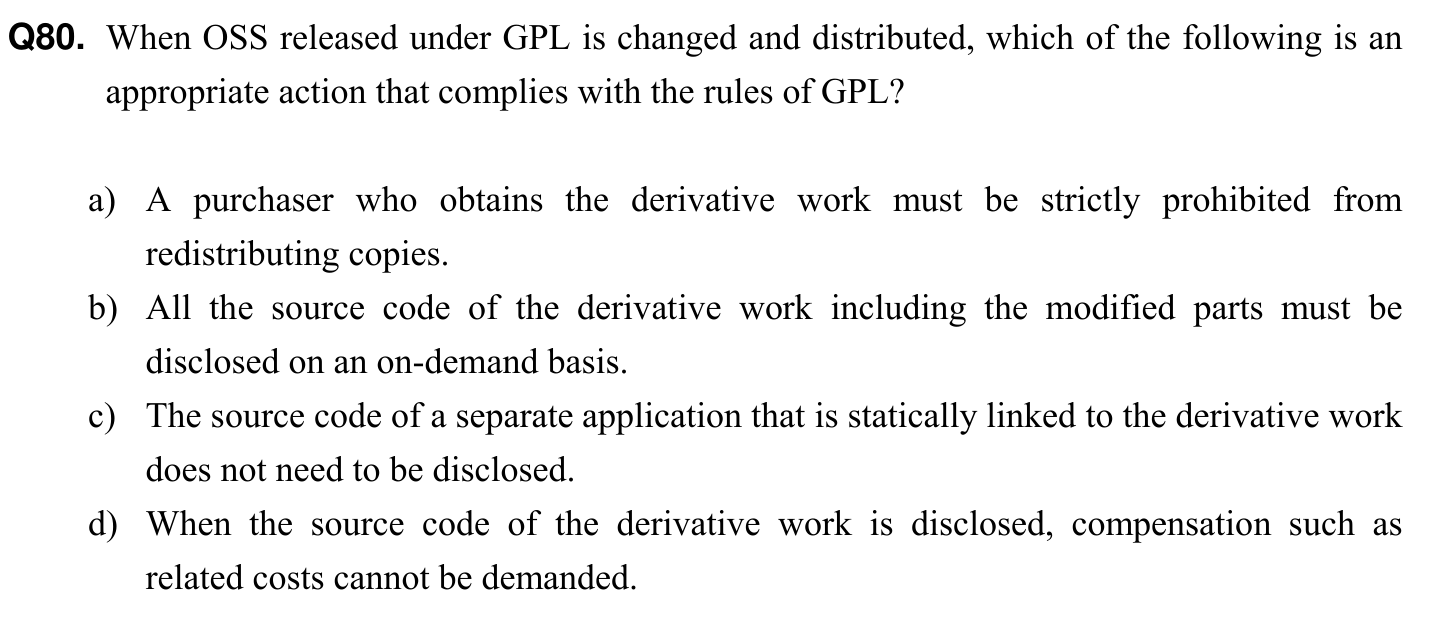 Q80. When OSS released under GPL is changed and distributed, which of the following is an
appropriate action that complies with the rules of GPL?
a) A purchaser who obtains the derivative work must be strictly prohibited from
redistributing copies.
b) All the source code of the derivative work including the modified parts must be
disclosed on an on-demand basis.
c) The source code of a separate application that is statically linked to the derivative work
does not need to be disclosed.
d) When the source code of the derivative work is disclosed, compensation such as
related costs cannot be demanded.